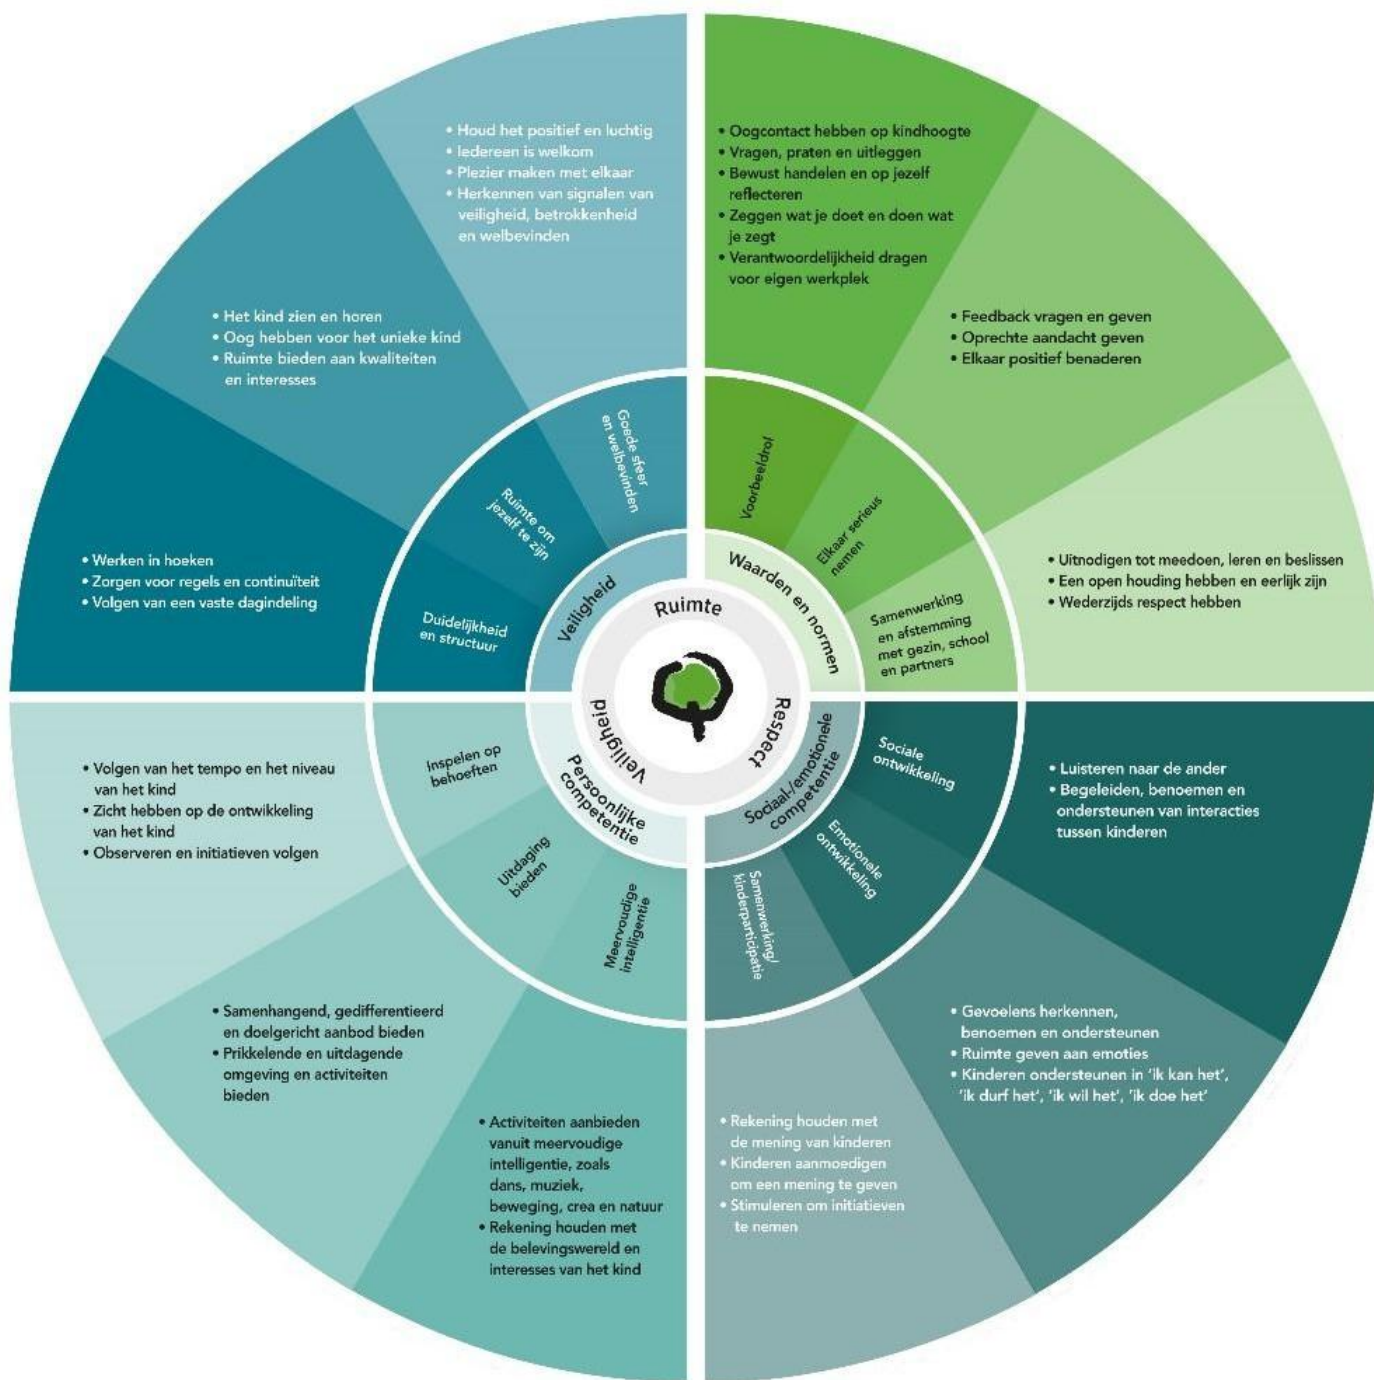 • Houd het positief en luchtig
• Iedereen is welkom
• Plezier maken met elkaar
• Herkennen van signalen van
veiligheid, betrokkenheid
en welbevinden
• Oogcontact hebben op kindhoogte
• Vragen, praten en uitleggen
• Bewust handelen en op jezelf
reflecteren
• Zeggen wat je doet en doen wat
je zegt
• Verantwoordelijkheid dragen
voor eigen werkplek
• Het kind zien en horen
• Oog hebben voor het unieke kind
• Ruimte bieden aan kwaliteiten
en interesses
• Feedback vragen en geven
• Oprechte aandacht geven
• Elkaar positief benaderen
• Werken in hoeken
• Zorgen voor regels en continuïteit
• Volgen van een vaste dagindeling
• Uitnodigen tot meedoen, leren en beslissen
• Een open houding hebben en eerlijk zijn
• Wederzijds respect hebben
Goede sfeer
en welbevinden
Ruimte om
jezelf te zijn
Duidelijkheid
en structuur
Voorbeeldrol
Elkaar serieus
nemen
Samenwerking
en afstemming
met gezin, school
en partners
Veiligheid
Waarden en normen
Ruimte
Respect
Veiligheid
Persoonlijke
competentie
Sociaal-/emotionele
competentie
Inspelen op
behoeften
Uitdaging
bieden
Meervoudige
intelligentie
Sociale
ontwikkeling
Emotionele
ontwikkeling
Samenwerking/
kinderparticipatie
• Volgen van het tempo en het niveau
van het kind
• Zicht hebben op de ontwikkeling
van het kind
• Observeren en initiatieven volgen
• Luisteren naar de ander
• Begeleiden, benoemen en
ondersteunen van interacties
tussen kinderen
• Samenhangend, gedifferentieerd
en doelgericht aanbod bieden
• Prikkelende en uitdagende
omgeving en activiteiten
bieden
• Gevoelens herkennen,
benoemen en ondersteunen
• Ruimte geven aan emoties
• Kinderen ondersteunen in ‘ik kan het’,
‘ik durf het’, ‘ik wil het’, ‘ik doe het’
• Activiteiten aanbieden
vanuit meervoudige
intelligentie, zoals
dans, muziek,
beweging, crea en natuur
• Rekening houden met
de belevingswereld en
interesses van het kind
• Rekening houden met
de mening van kinderen
• Kinderen aanmoedigen
om een mening te geven
• Stimuleren om initiatieven
te nemen